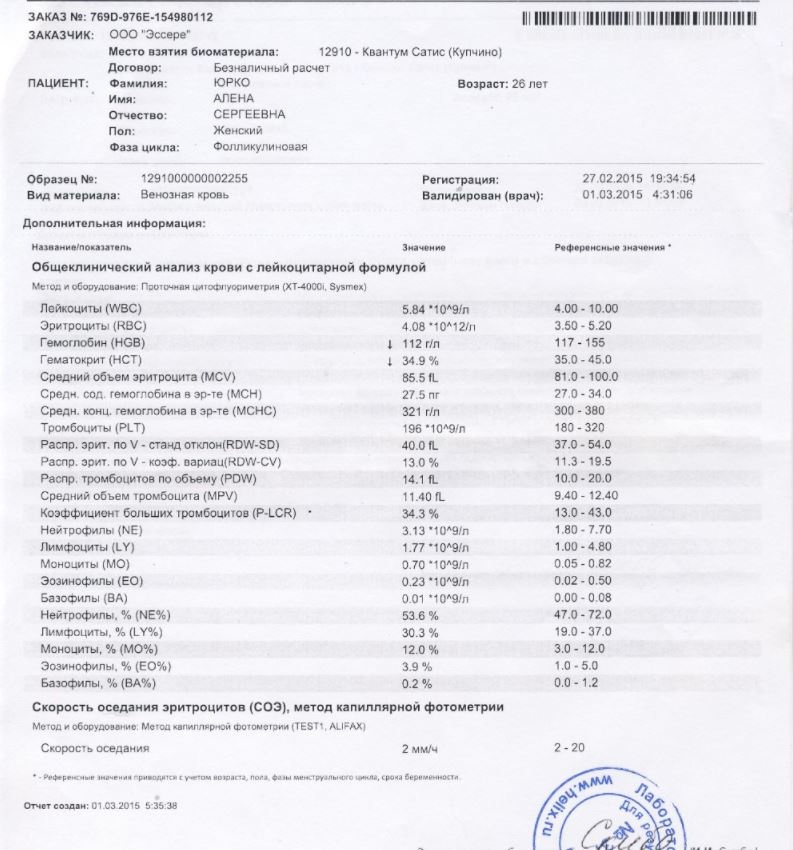 ЗАКАЗ №: 769D-976E-154980112
ЗАКАЗЧИК: ООО "Эссере"
Место взятия биоматериала: 12910 - Квантум Сатис (Купчино)
Договор: Безналичный расчет
ПАЦИЕНТ: Фамилия: ЮРКО Возраст: 26 лет
Имя: АЛЕНА
Отчество: СЕРГЕЕВНА
Пол: Женский
Фаза цикла: Фолликулиновая
Образец №: 1291000000002255 Регистрация: 27.02.2015 19:34:54
Вид материала: Венозная кровь Валидирован (врач): 01.03.2015 4:31:06
Дополнительная информация:
Название/показатель Значение Референсные значения *
Общеклинический анализ крови с лейкоцитарной формулой
Метод и оборудование: Проточная цитофлуориметрия (XT-4000i, Sysmex)
Лейкоциты (WBC) 5.84 *10^9/л 4.00 - 10.00
Эритроциты (RBC) 4.08 *10^12/л 3.50 - 5.20
Гемоглобин (HGB) ↓ 112 г/л 117 - 155
Гематокрит (HCT) ↓ 34.9 % 35.0 - 45.0
Средний объем эритроцита (MCV) 85.5 fL 81.0 - 100.0
Средн. сод. гемоглобина в эр-те (MCH) 27.5 пг 27.0 - 34.0
Средн. конц. гемоглобина в эр-те (MCHC) 321 г/л 300 - 380
Тромбоциты (PLT) 196 *10^9/л 180 - 320
Распр. эрит. по V - станд отклон(RDW-SD) 40.0 fL 37.0 - 54.0
Распр. эрит. по V - коэф. вариац(RDW-CV) 13.0 % 11.3 - 19.5
Распр. тромбоцитов по объему (PDW) 14.1 fL 10.0 - 20.0
Средний объем тромбоцита (MPV) 11.40 fL 9.40 - 12.40
Коэффициент больших тромбоцитов (P-LCR) 34.3 % 13.0 - 43.0
Нейтрофилы (NE) 3.13 *10^9/л 1.80 - 7.70
Лимфоциты (LY) 1.77 *10^9/л 1.00 - 4.80
Моноциты (MO) 0.70 *10^9/л 0.05 - 0.82
Эозинофилы (EO) 0.23 *10^9/л 0.02 - 0.50
Базофилы (BA) 0.01 *10^9/л 0.00 - 0.08
Нейтрофилы, % (NE%) 53.6 % 47.0 - 72.0
Лимфоциты, % (LY%) 30.3 % 19.0 - 37.0
Моноциты, % (MO%) 12.0 % 3.0 - 12.0
Эозинофилы, % (EO%) 3.9 % 1.0 - 5.0
Базофилы, % (BA%) 0.2 % 0.0 - 1.2
Скорость оседания эритроцитов (СОЭ), метод капиллярной фотометрии
Метод и оборудование: Метод капиллярной фотометрии (TEST1, ALIFAX)
Скорость оседания 2 мм/ч 2 - 20
* - Референсные значения приводятся с учетом возраста, пола, фазы менструального цикла, срока беременности.
Отчет создан: 01.03.2015 5:35:38
www.helix.ru
Для
№